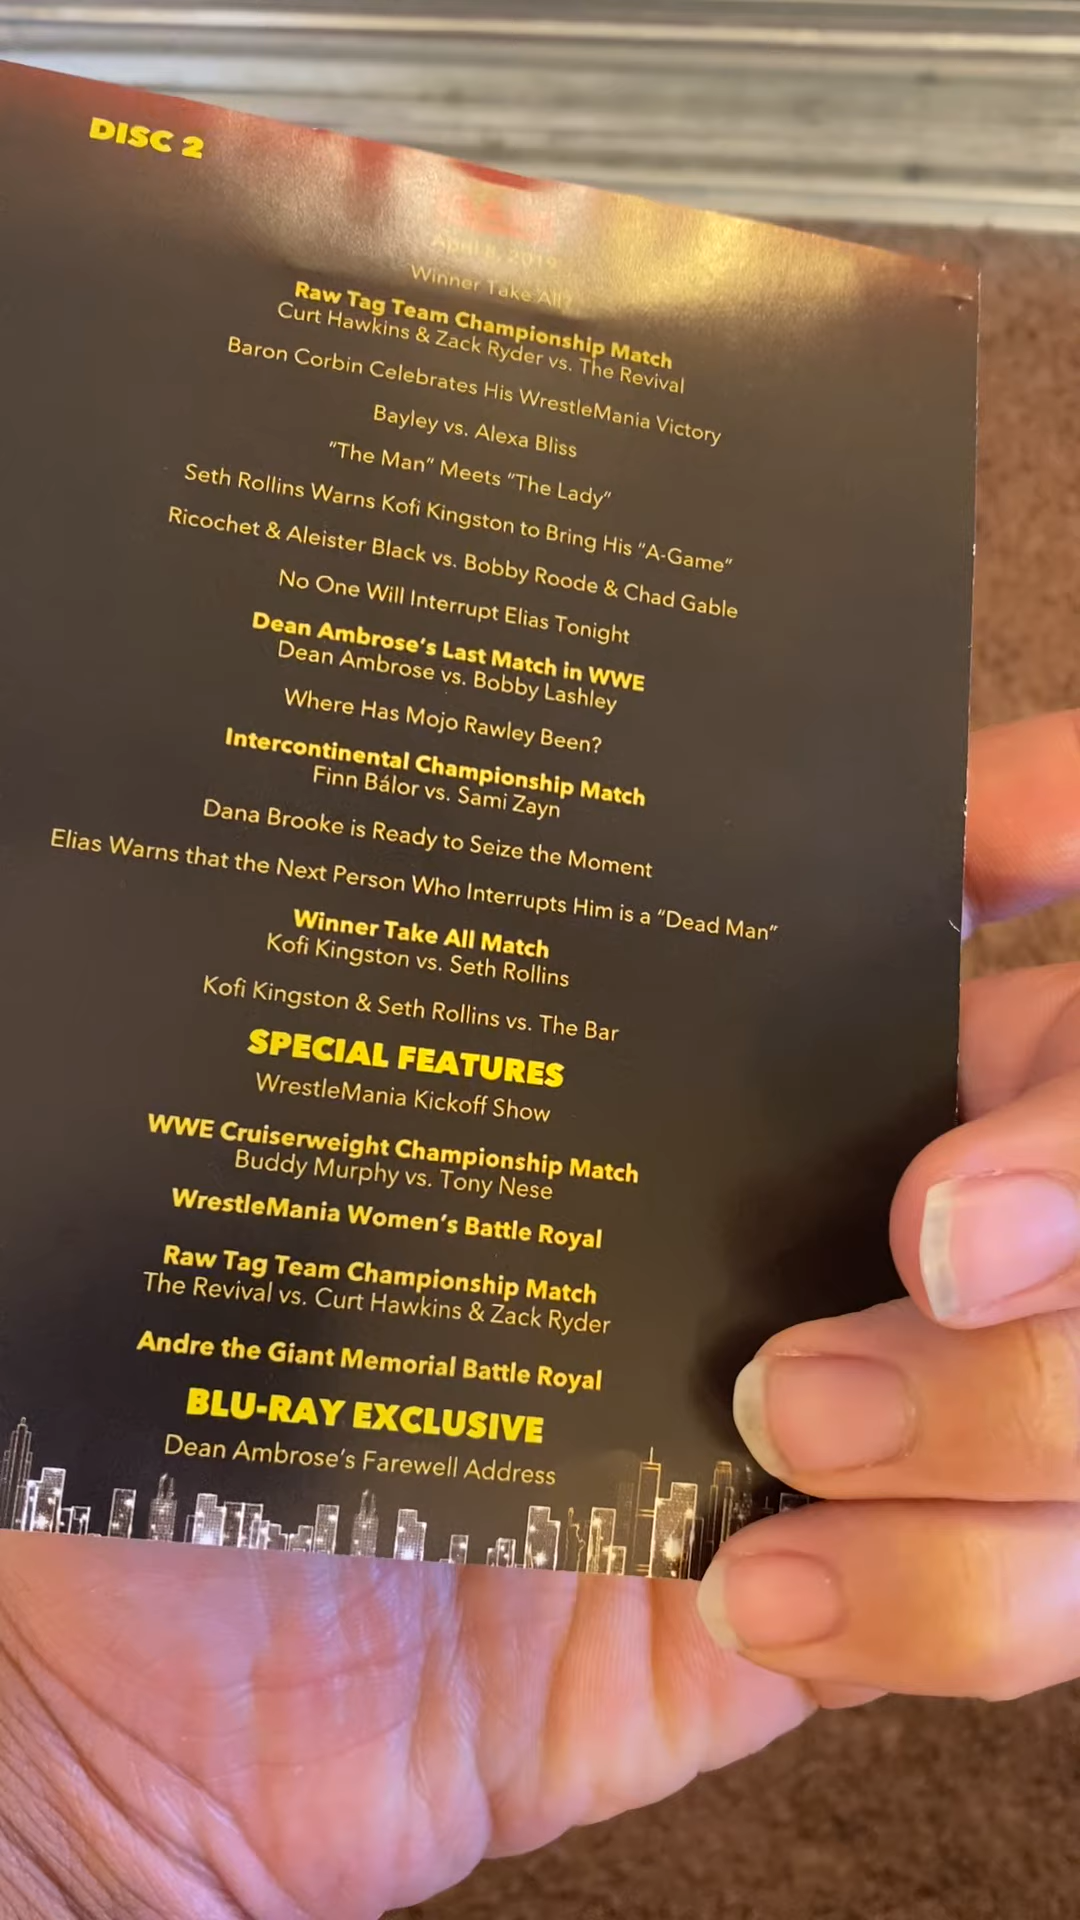 DISC 2
April 8, 2019
Winner Take All?
Raw Tag Team Championship Match
Curt Hawkins & Zack Ryder vs. The Revival
Baron Corbin Celebrates His WrestleMania Victory
Bayley vs. Alexa Bliss
“The Man” Meets “The Lady”
Seth Rollins Warns Kofi Kingston to Bring His “A-Game”
Ricochet & Aleister Black vs. Bobby Roode & Chad Gable
No One Will Interrupt Elias Tonight
Dean Ambrose’s Last Match in WWE
Dean Ambrose vs. Bobby Lashley
Where Has Mojo Rawley Been?
Intercontinental Championship Match
Finn Bálor vs. Sami Zayn
Dana Brooke is Ready to Seize the Moment
Elias Warns that the Next Person Who Interrupts Him is a “Dead Man”
Winner Take All Match
Kofi Kingston vs. Seth Rollins
Kofi Kingston & Seth Rollins vs. The Bar
SPECIAL FEATURES
WrestleMania Kickoff Show
WWE Cruiserweight Championship Match
Buddy Murphy vs. Tony Nese
WrestleMania Women’s Battle Royal
Raw Tag Team Championship Match
The Revival vs. Curt Hawkins & Zack Ryder
Andre the Giant Memorial Battle Royal
BLU-RAY EXCLUSIVE
Dean Ambrose’s Farewell Address